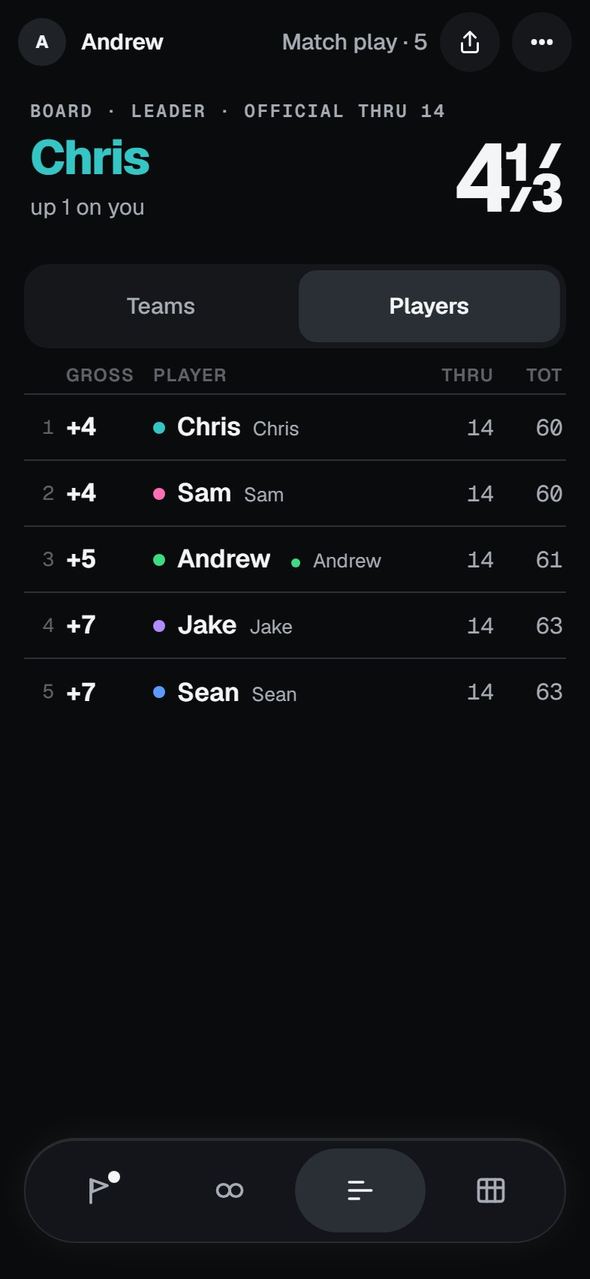 A Andrew Match play · 5
BOARD · LEADER · OFFICIAL THRU 14
Chris
4⅓
up 1 on you
Teams Players
GROSS PLAYER THRU TOT
1 +4 Chris Chris 14 60
2 +4 Sam Sam 14 60
3 +5 Andrew Andrew 14 61
4 +7 Jake Jake 14 63
5 +7 Sean Sean 14 63